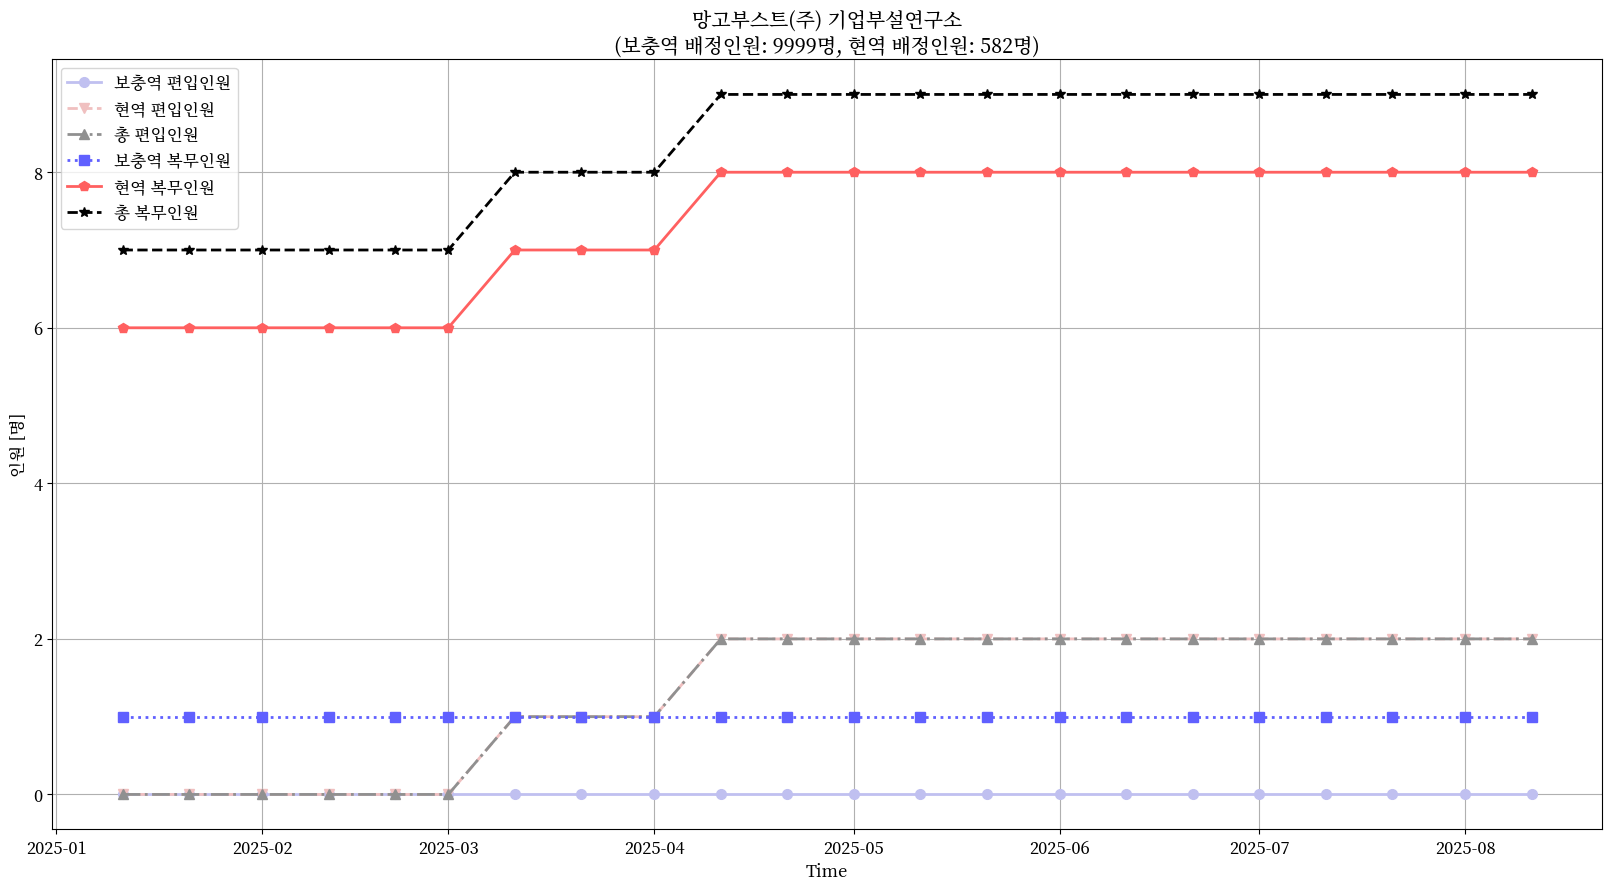 망고부스트(주) 기업부설연구소
(보충역 배정인원: 9999명, 현역 배정인원: 582명)
보충역 편입인원
현역 편입인원
총 편입인원
보충역 복무인원
현역 복무인원
총 복무인원
인원 [명]
8
6
4
2
0
2025-01
2025-02
2025-03
2025-04
2025-05
2025-06
2025-07
2025-08
Time